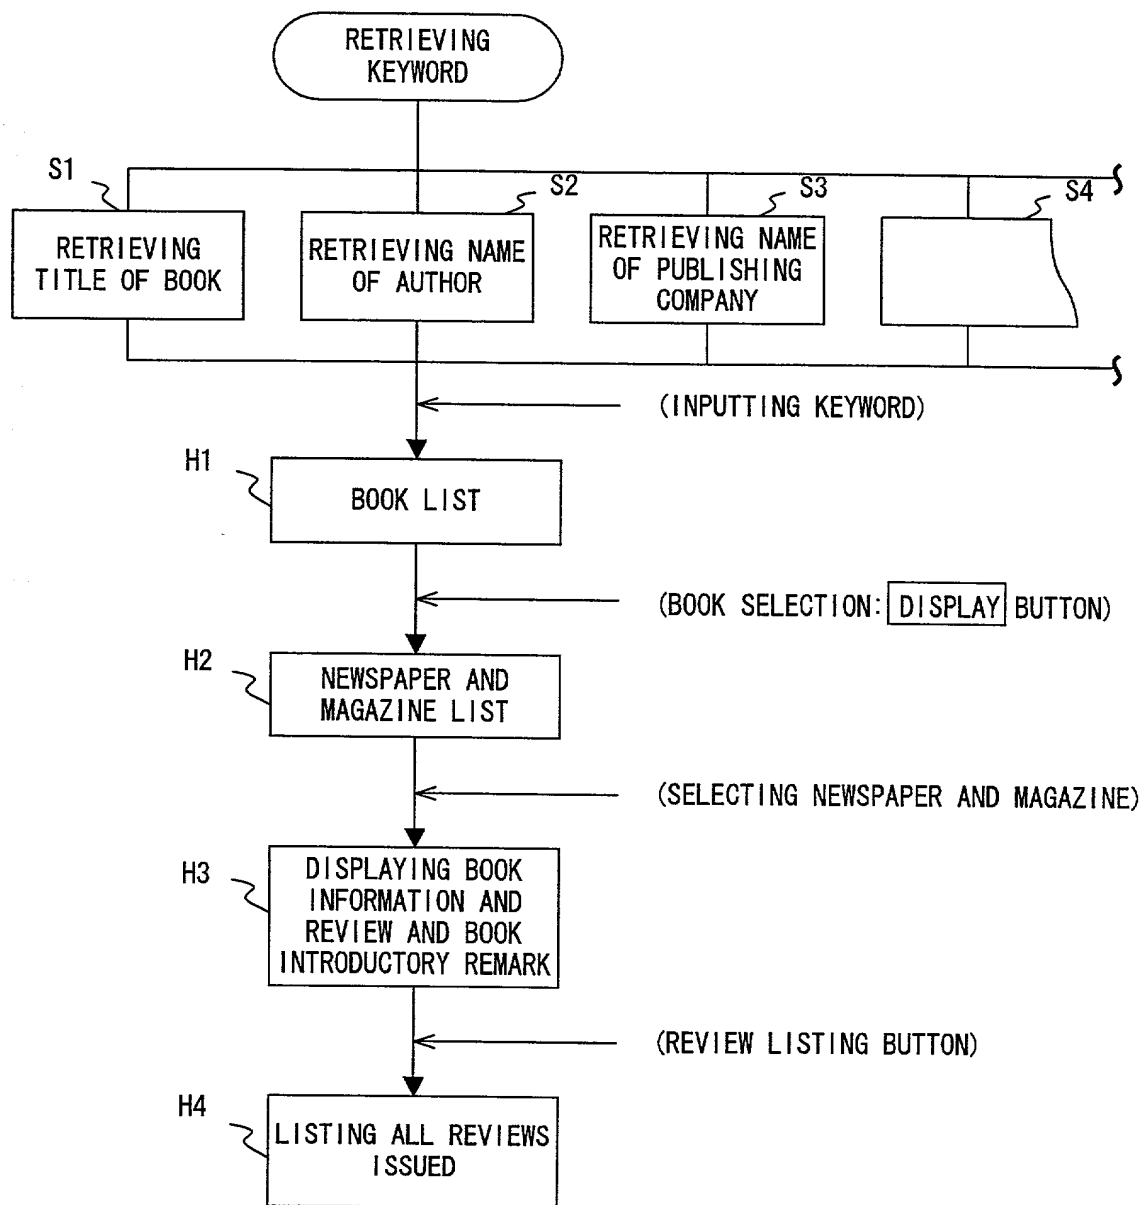 RETRIEVING
KEYWORD
S1
S2
S3
S4
RETRIEVING
TITLE OF BOOK
RETRIEVING NAME
OF AUTHOR
RETRIEVING NAME
OF PUBLISHING
COMPANY
(INPUTTING KEYWORD)
H1
BOOK LIST
(BOOK SELECTION: DISPLAY BUTTON)
H2
NEWSPAPER AND
MAGAZINE LIST
(SELECTING NEWSPAPER AND MAGAZINE)
H3
DISPLAYING BOOK
INFORMATION AND
REVIEW AND BOOK
INTRODUCTORY REMARK
(REVIEW LISTING BUTTON)
H4
LISTING ALL REVIEWS
ISSUED